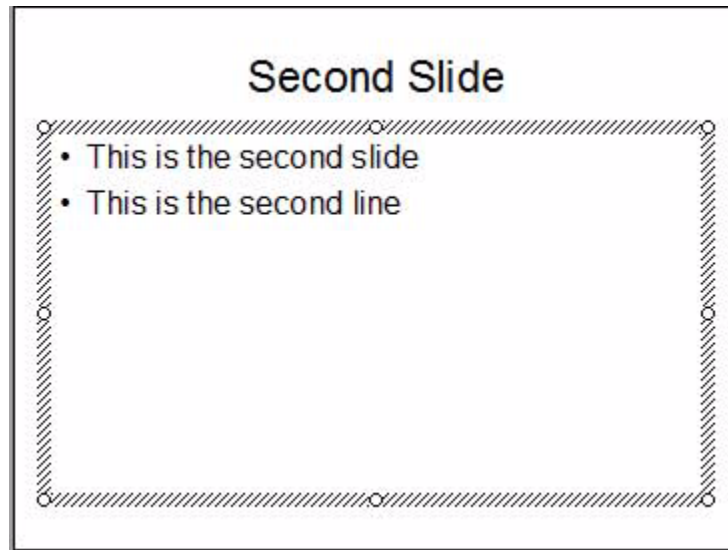 Second Slide
• This is the second slide
• This is the second line